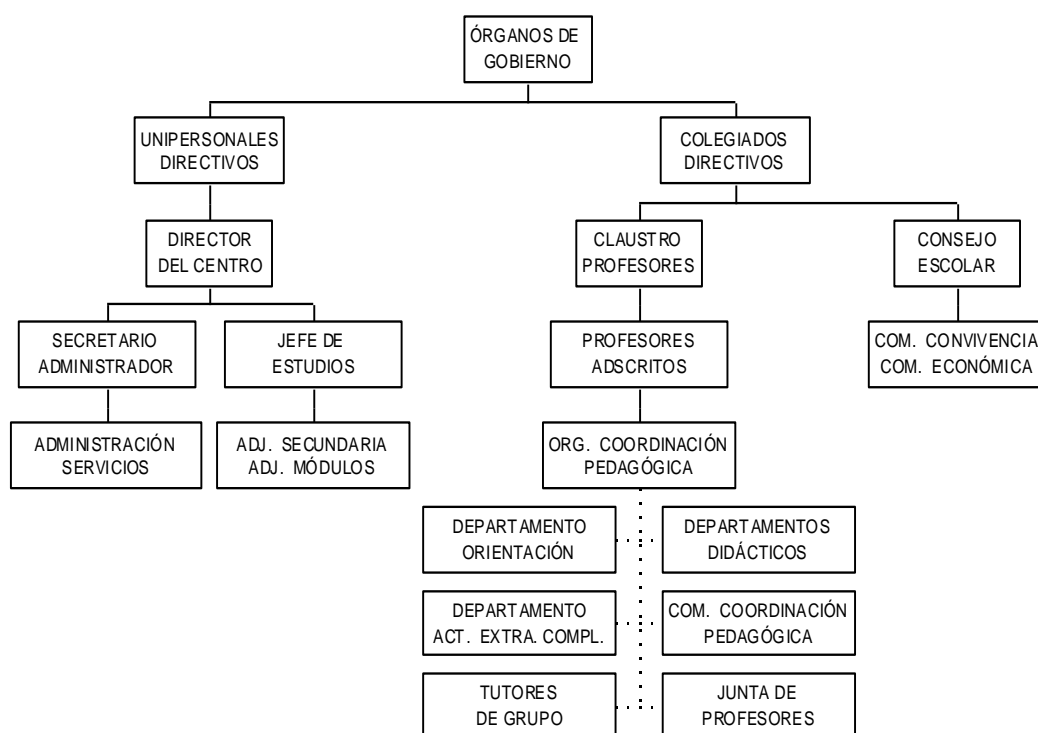 ÓRGANOS DE
GOBIERNO
UNIPERSONALES
DIRECTIVOS
COLEGIADOS
DIRECTIVOS
DIRECTOR
DEL CENTRO
CLAUSTRO
PROFESORES
CONSEJO
ESCOLAR
SECRETARIO
ADMINISTRADOR
JEFE DE
ESTUDIOS
PROFESORES
ADSCRITOS
COM. CONVIVENCIA
COM. ECONÓMICA
ADMINISTRACIÓN
SERVICIOS
ADJ. SECUNDARIA
ADJ. MÓDULOS
ORG. COORDINACIÓN
PEDAGÓGICA
DEPARTAMENTO
ORIENTACIÓN
DEPARTAMENTOS
DIDÁCTICOS
DEPARTAMENTO
ACT. EXTRA. COMPL.
COM. COORDINACIÓN
PEDAGÓGICA
TUTORES
DE GRUPO
JUNTA DE
PROFESORES